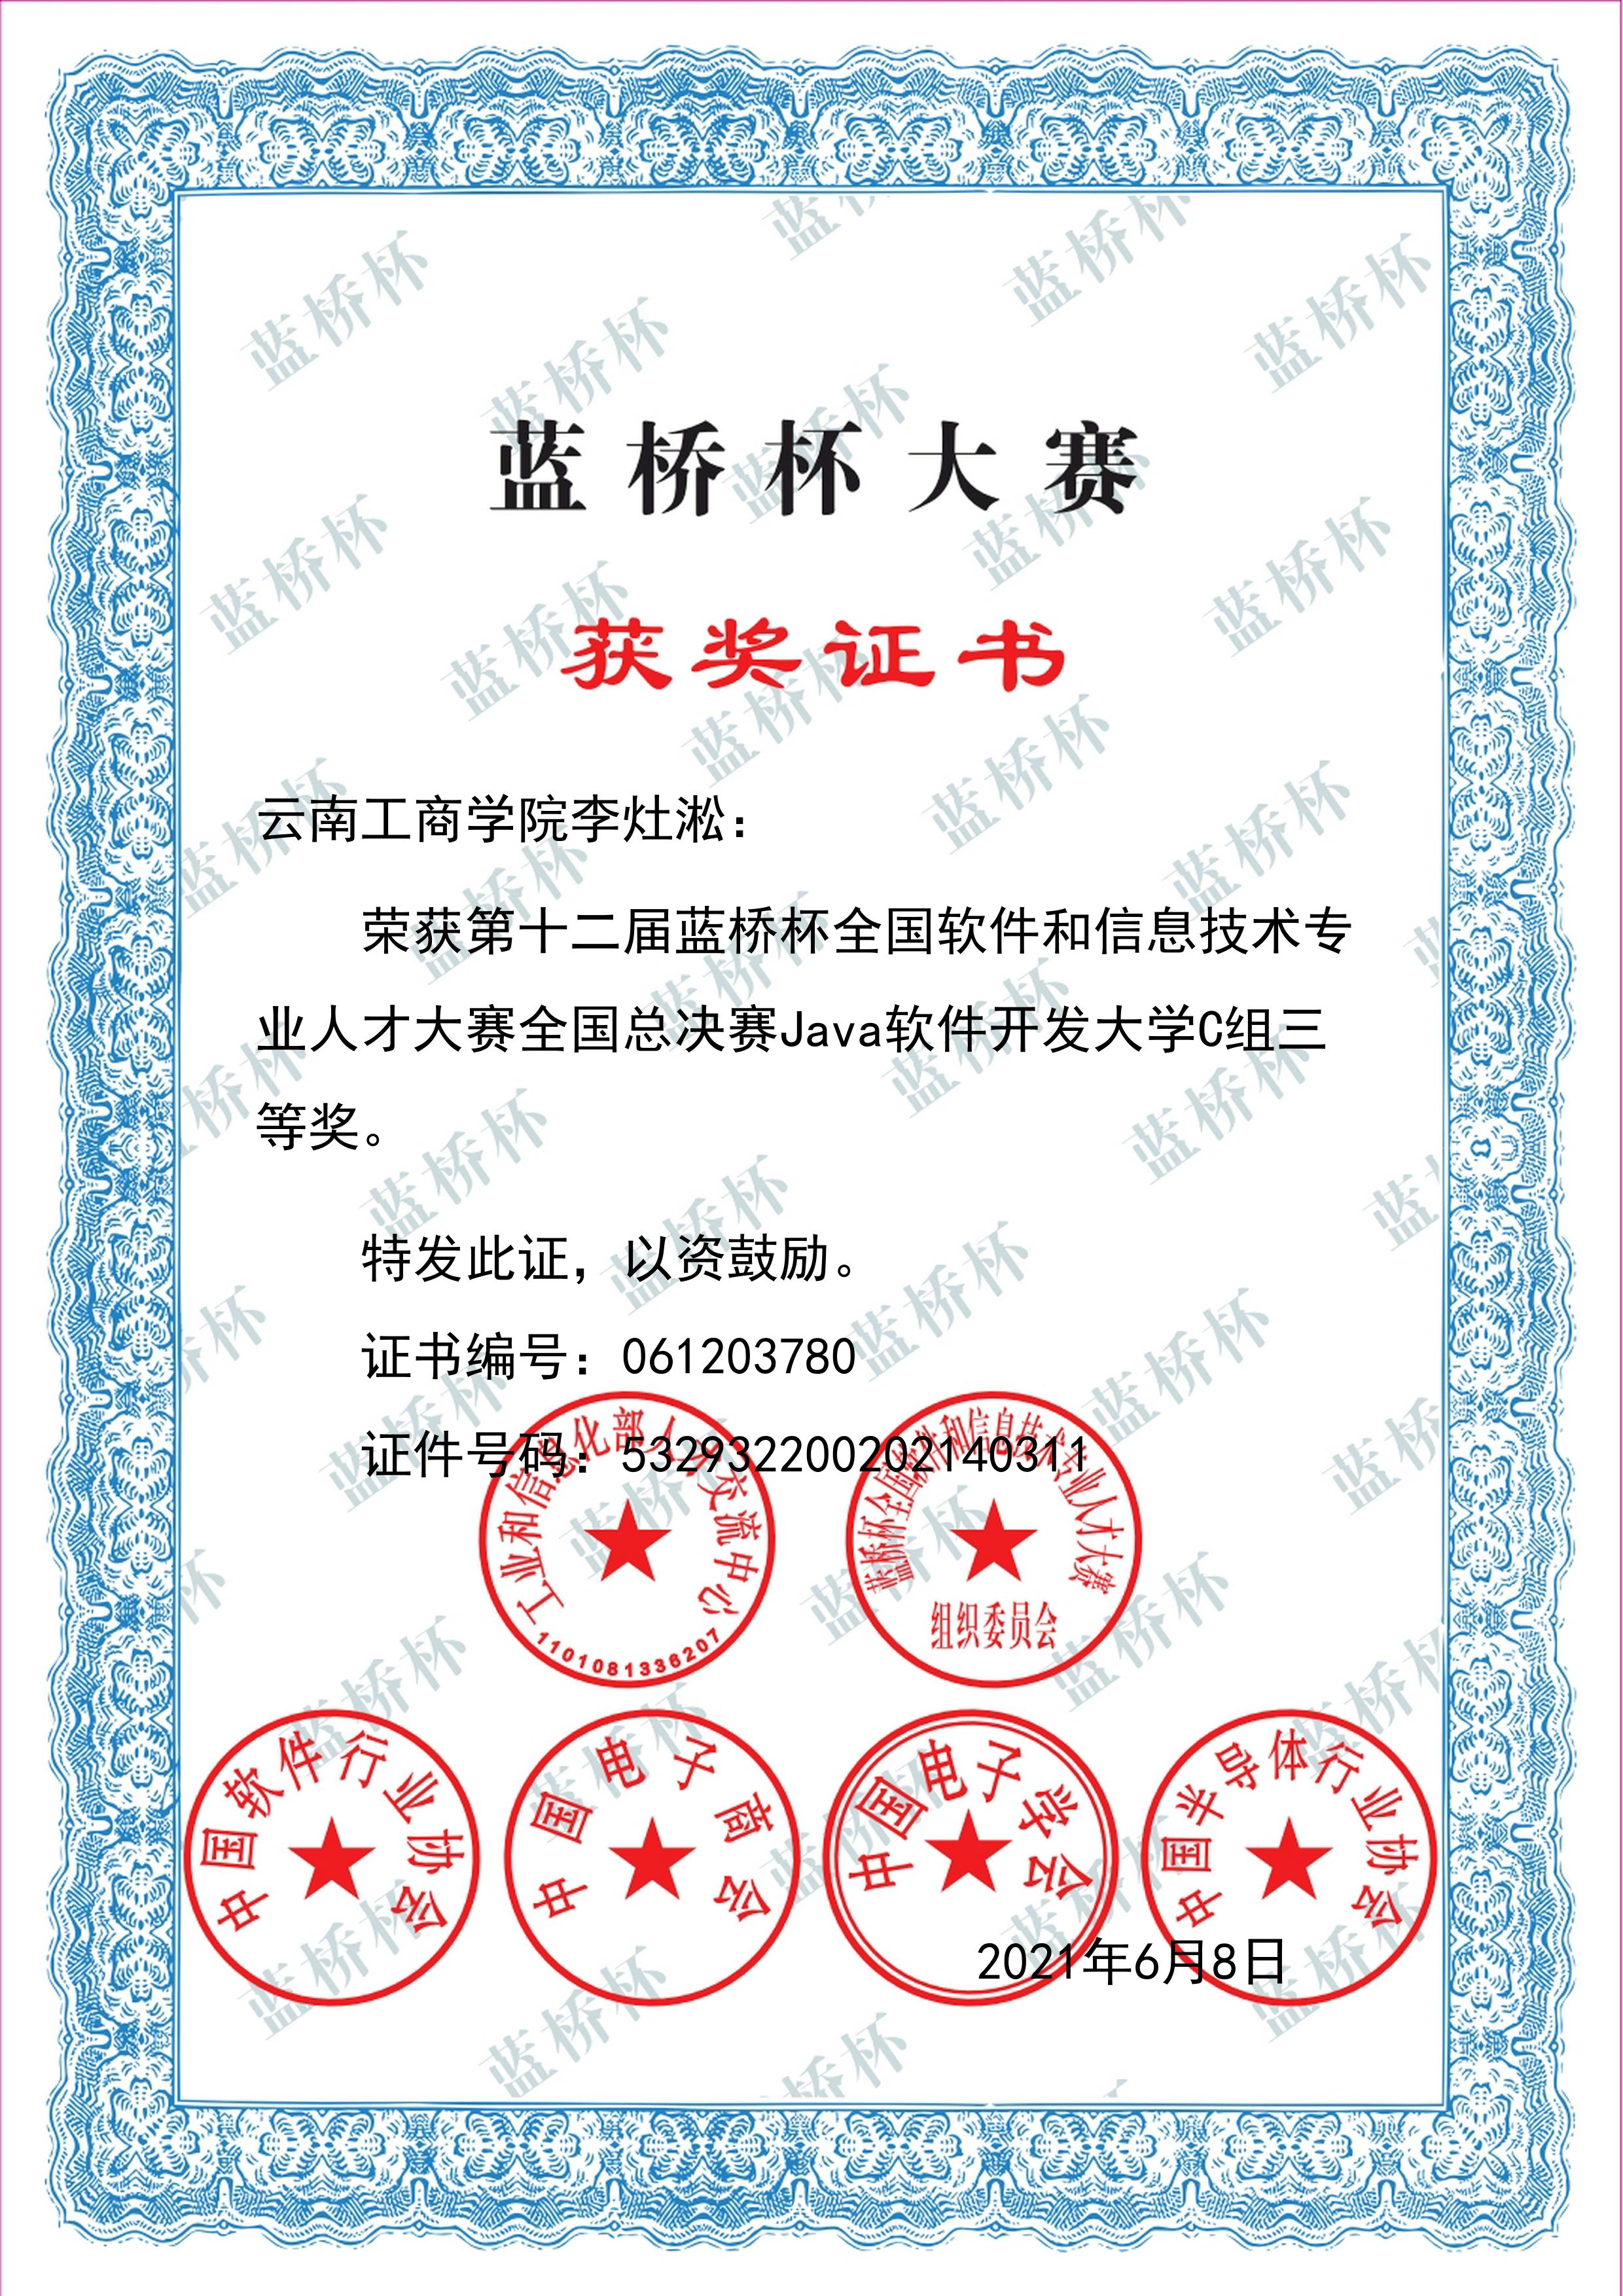 蓝桥杯大赛
获奖证书
云南工商学院李灶淞：
荣获第十二届蓝桥杯全国软件和信息技术专
业人才大赛全国总决赛Java软件开发大学C组三
等奖。
特发此证，以资鼓励。
证书编号：061203780
证件号码：532932200202140311
工业和信息化部人才交流中心
1101081336207
蓝桥杯全国软件和信息技术专业人才大赛
组织委员会
中国软件行业协会
中国电子商会
中国电子学会
中国半导体行业协会
2021年6月8日
蓝桥杯